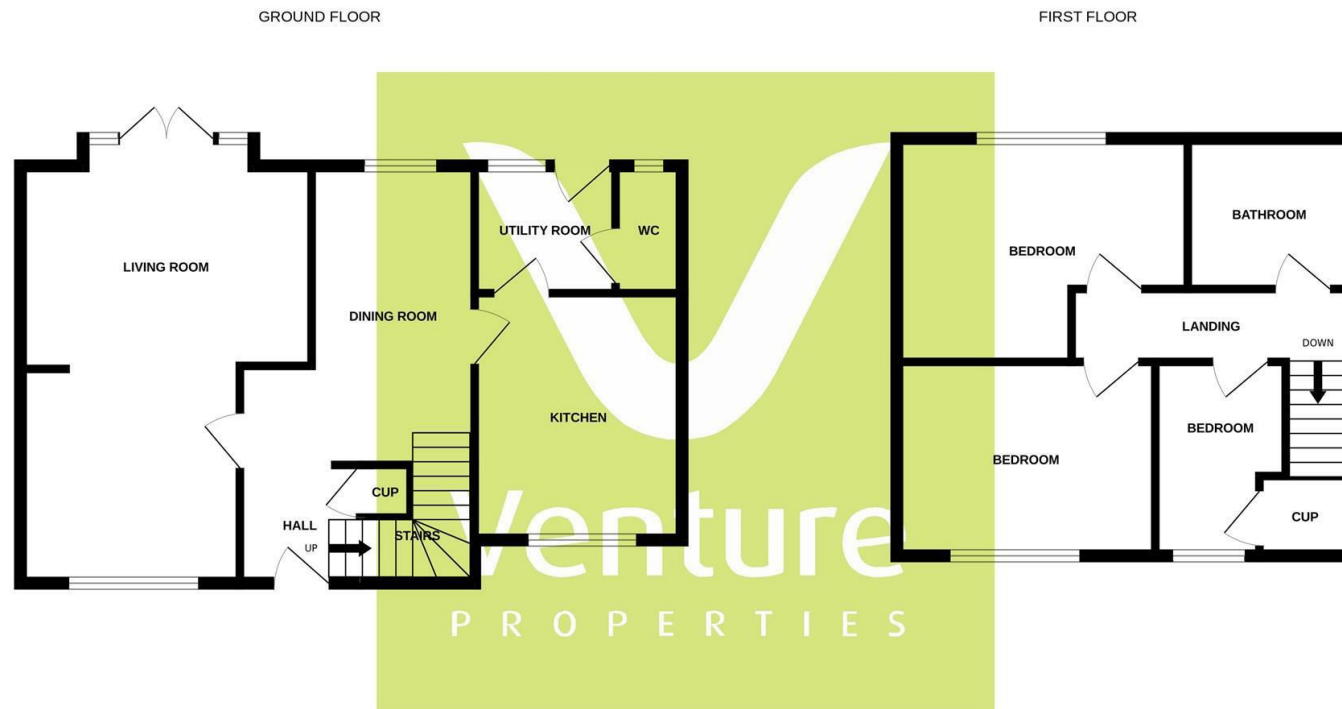 GROUND FLOOR
FIRST FLOOR
LIVING ROOM
DINING ROOM
UTILITY ROOM
WC
KITCHEN
CUP
HALL
UP
STAIRS
BEDROOM
BATHROOM
LANDING
DOWN
BEDROOM
BEDROOM
CUP
Venture
PROPERTIES